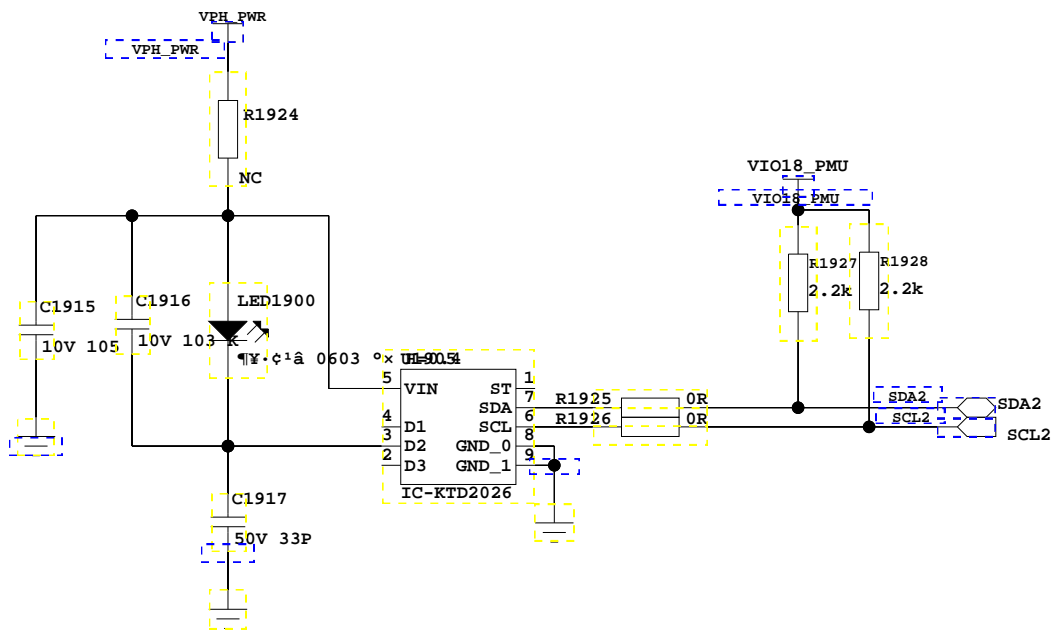 VPH_PWR
VPH_PWR
R1924
NC
VIO18_PMU
VIO18_PMU
R1927
2.2k
R1928
2.2k
C1915
10V 105
C1916
10V 103 K
LED1900
¶¥·¢¹â 0603 °×
5 VIN
4 D1
3 D2
2 D3
ST 1
SDA 7
SCL 6
GND_0 8
GND_1 9
IC-KTD2026
R1925 0R
R1926 0R
SDA2
SCL2
SDA2
SCL2
C1917
50V 33P